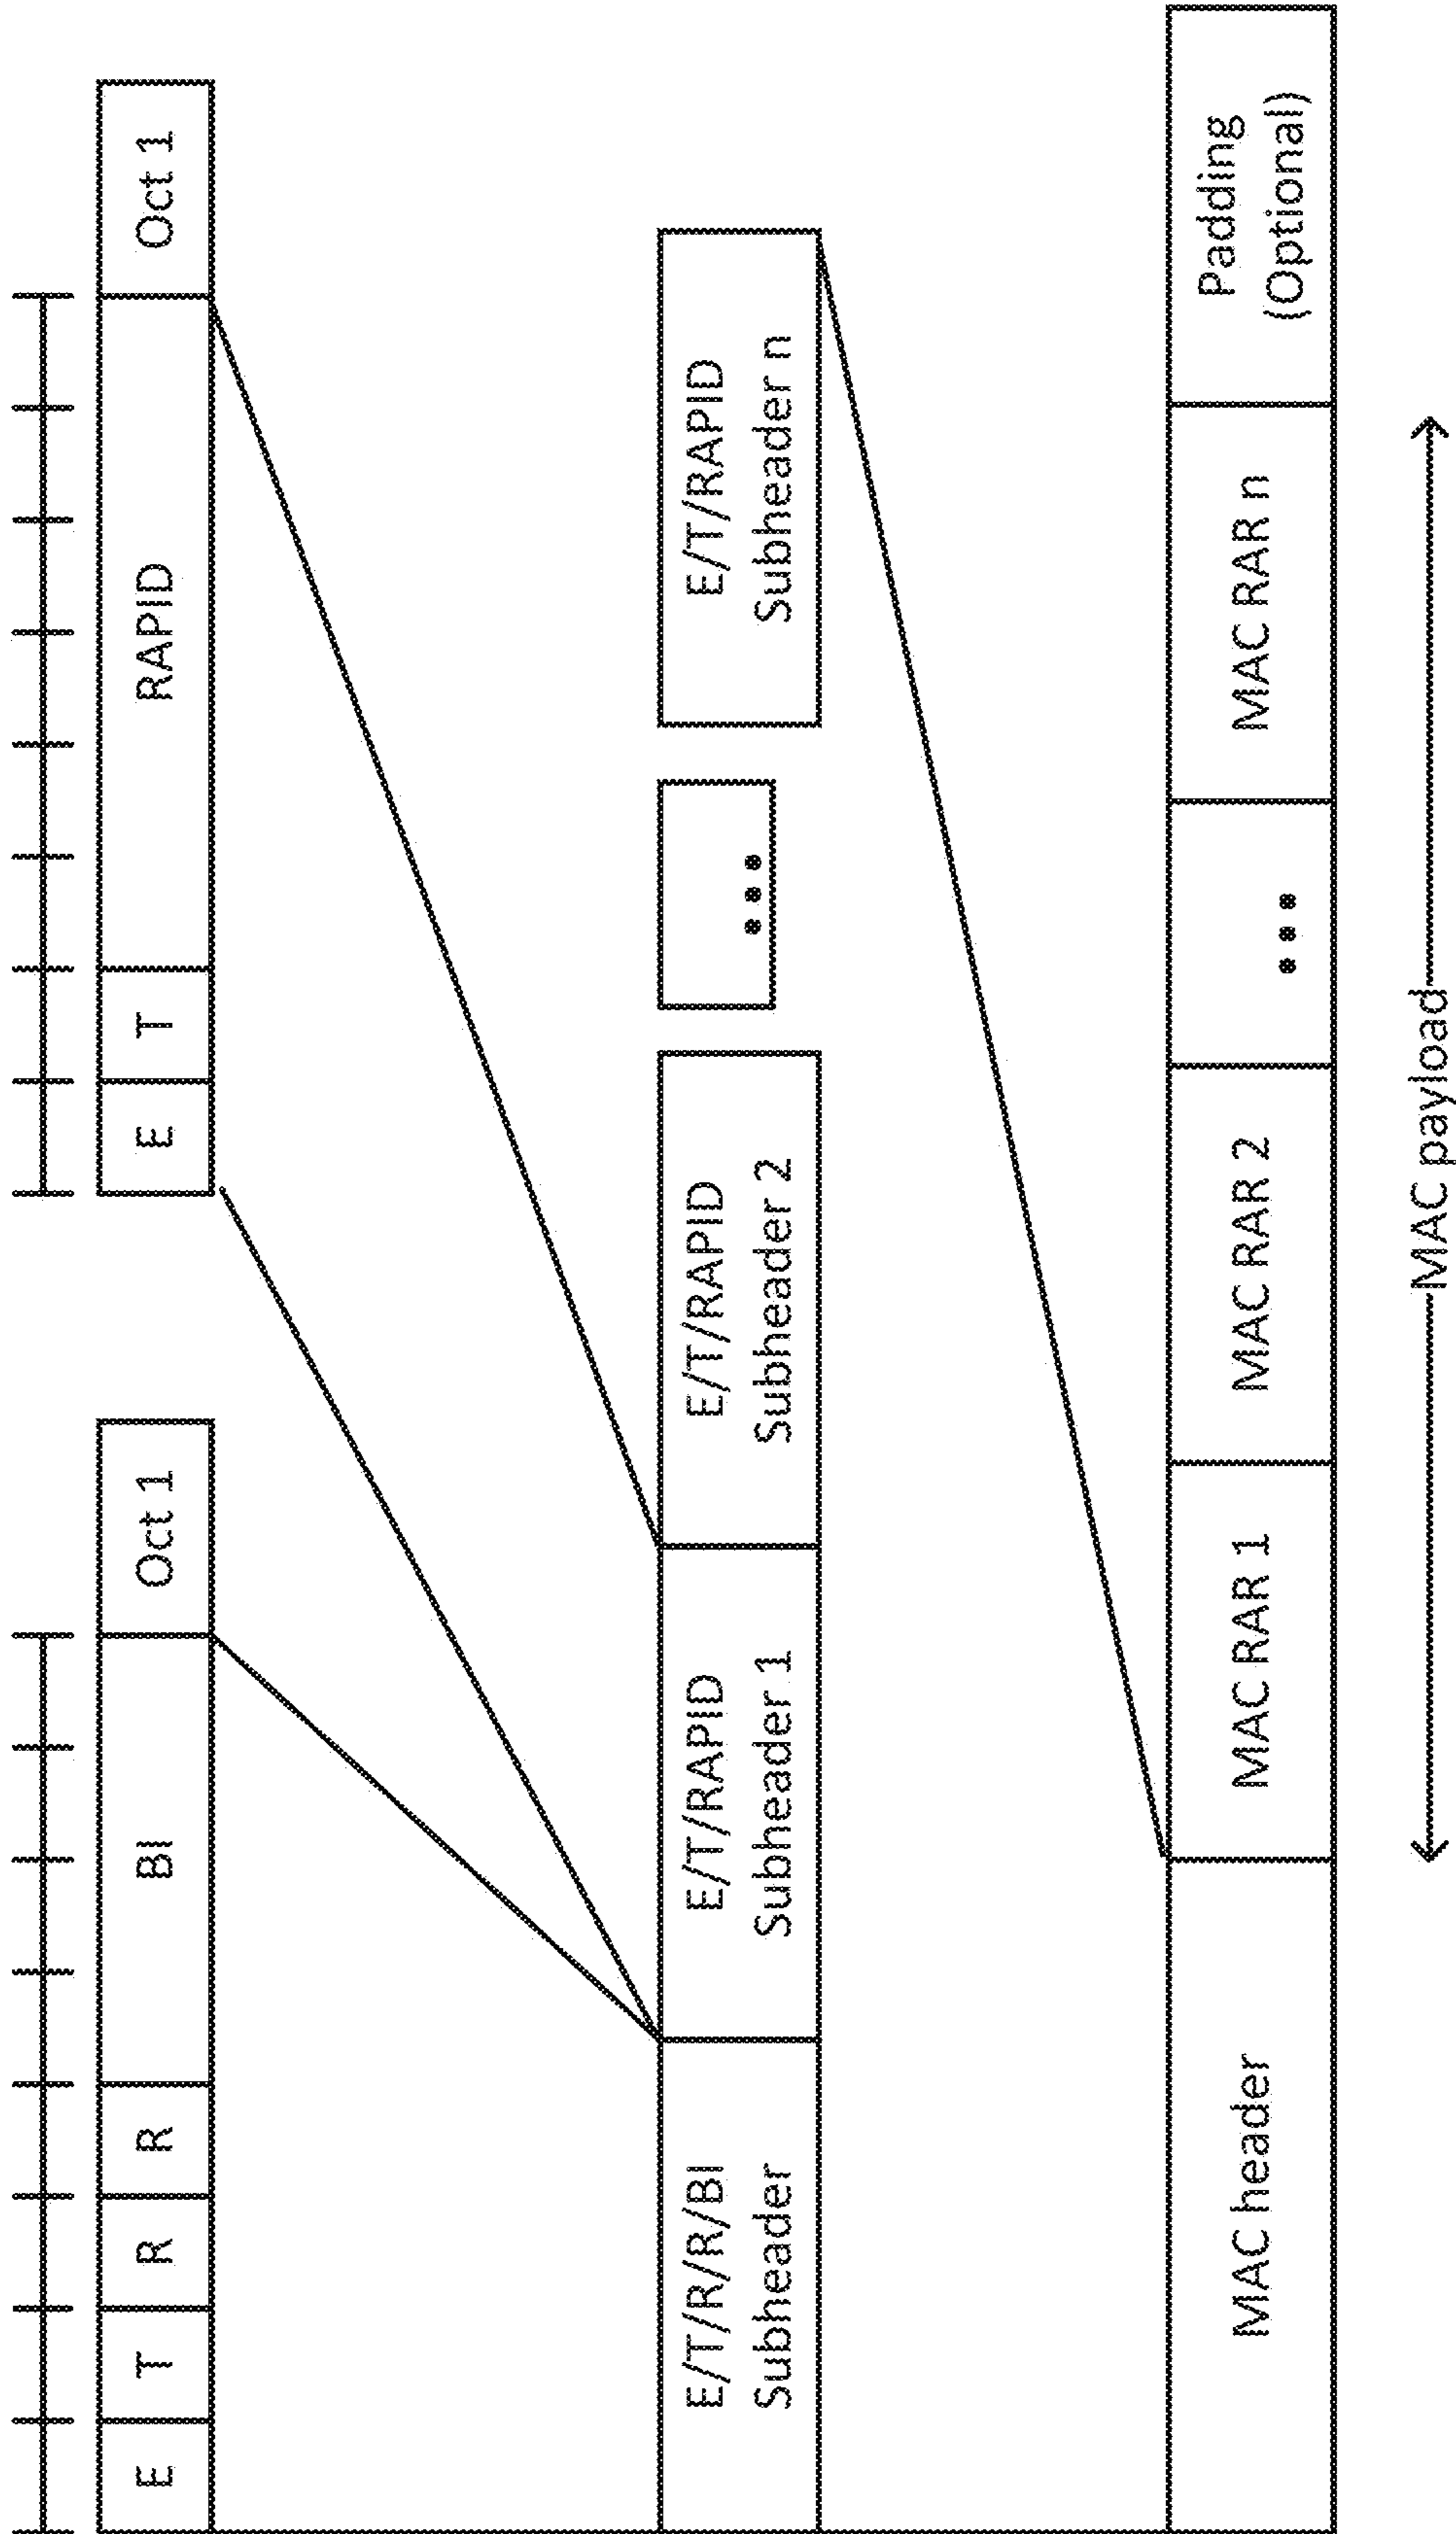 E
T
R
R
BI
Oct 1
E
T
RAPID
Oct 1
E/T/R/R/BI
Subheader
E/T/RAPID
Subheader 1
E/T/RAPID
Subheader 2
...
E/T/RAPID
Subheader n
MAC header
MAC RAR 1
MAC RAR 2
...
MAC RAR n
Padding
(Optional)
MAC payload